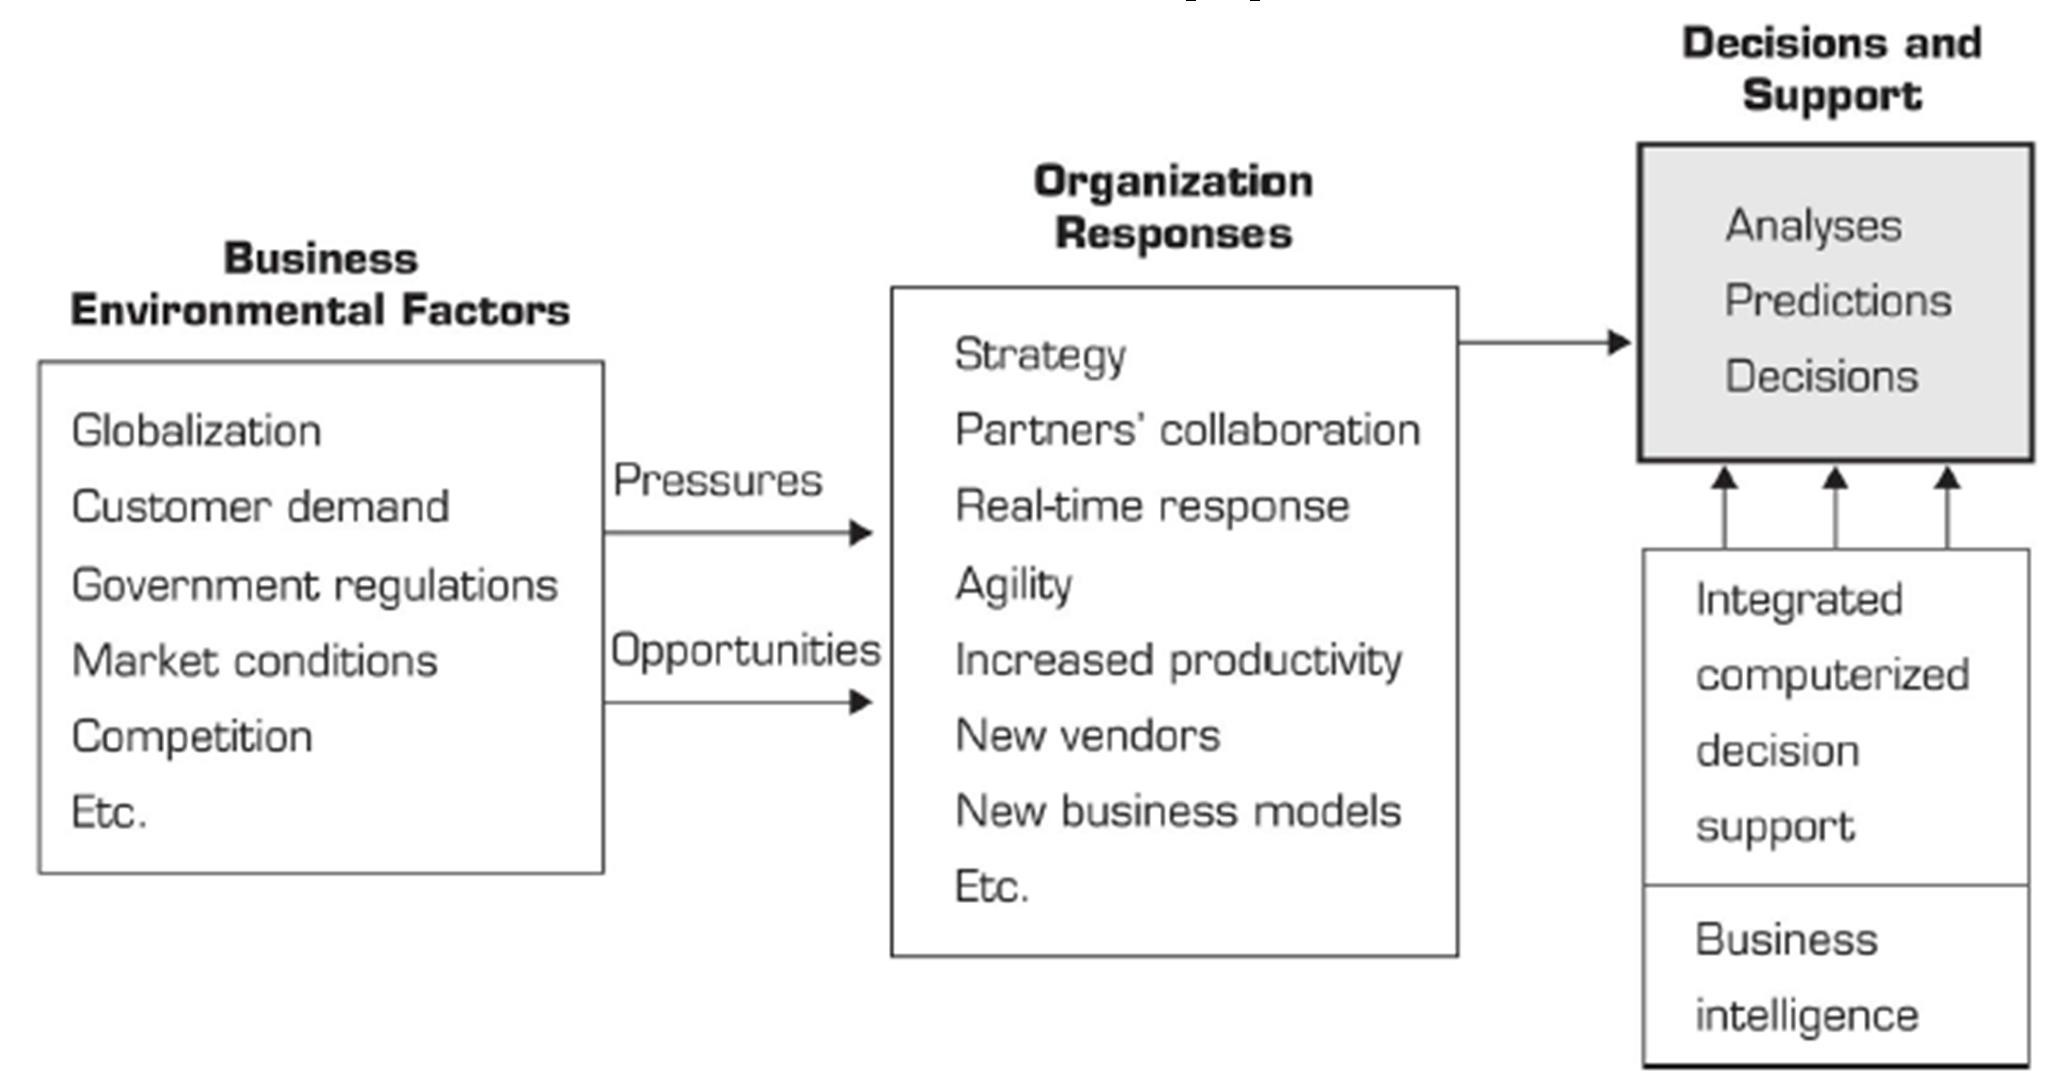 Business
Environmental Factors
Globalization
Customer demand
Government regulations
Market conditions
Competition
Etc.
Pressures
Opportunities
Organization
Responses
Strategy
Partners' collaboration
Real-time response
Agility
Increased productivity
New vendors
New business models
Etc.
Decisions and
Support
Analyses
Predictions
Decisions
Integrated
computerized
decision
support
Business
intelligence